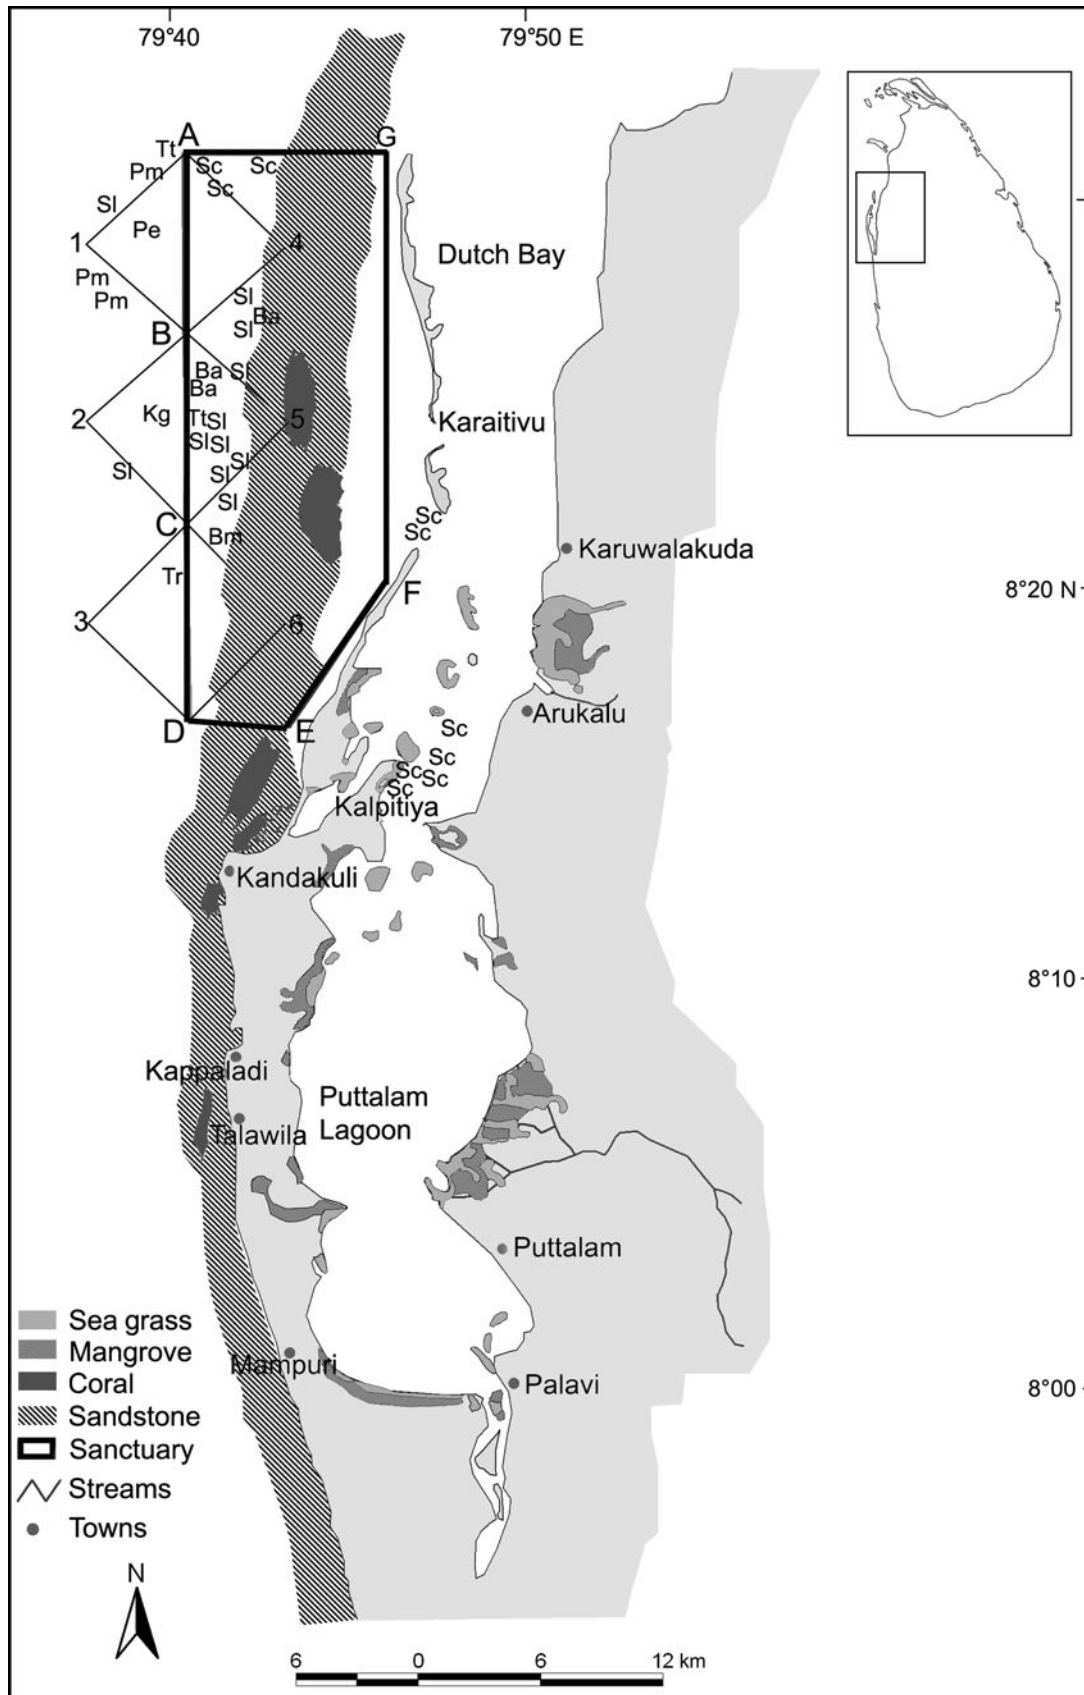 79°40
79°50 E
A
G
Tt
Sc
Sc
Pm
Sc
Sl
Pe
1
4
Dutch Bay
Pm
Pm
Sl
Ba
Sl
B
Ba
Sl
Ba
Kg
Tt
Sl
2
5
Karaitivu
Sl
Sl
Sl
Sl
Sl
Sl
Sc
Sc
C
Bm
Karuwalakuda
Tr
F
8°20 N
3
6
Arukalu
D
E
Sc
Sc
Sc
Sc
Sc
Kalpitiya
Kandakuli
8°10
Kappaladi
Puttalam
Lagoon
Talawila
Puttalam
Sea grass
Mangrove
Mampuri
Coral
Palavi
8°00
Sandstone
Sanctuary
Streams
Towns
N
6
0
6
12 km